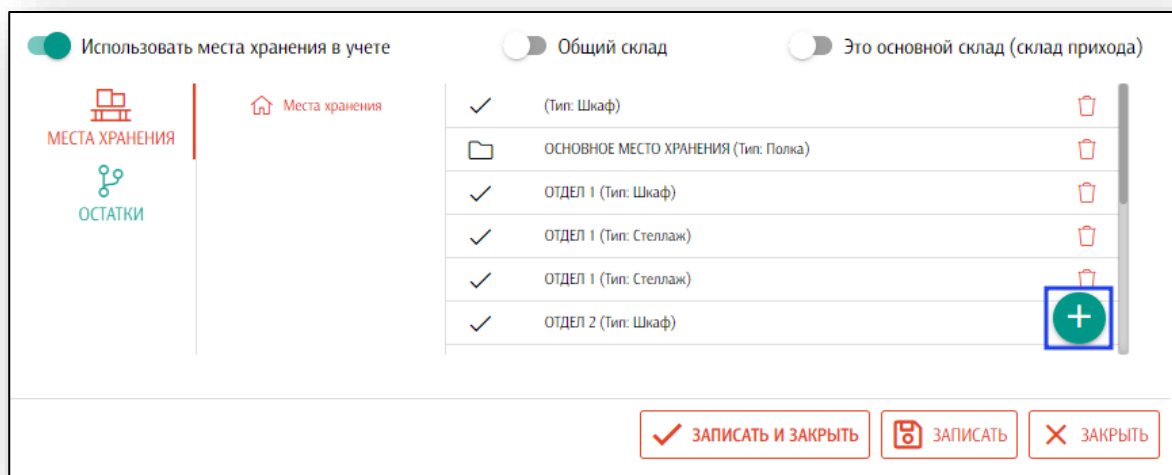 Использовать места хранения в учете
Общий склад
Это основной склад (склад прихода)
МЕСТА ХРАНЕНИЯ
ОСТАТКИ
Места хранения
(Тип: Шкаф)
ОСНОВНОЕ МЕСТО ХРАНЕНИЯ (Тип: Полка)
ОТДЕЛ 1 (Тип: Шкаф)
ОТДЕЛ 1 (Тип: Стеллаж)
ОТДЕЛ 1 (Тип: Стеллаж)
ОТДЕЛ 2 (Тип: Шкаф)
ЗАПИСАТЬ И ЗАКРЫТЬ
ЗАПИСАТЬ
ЗАКРЫТЬ